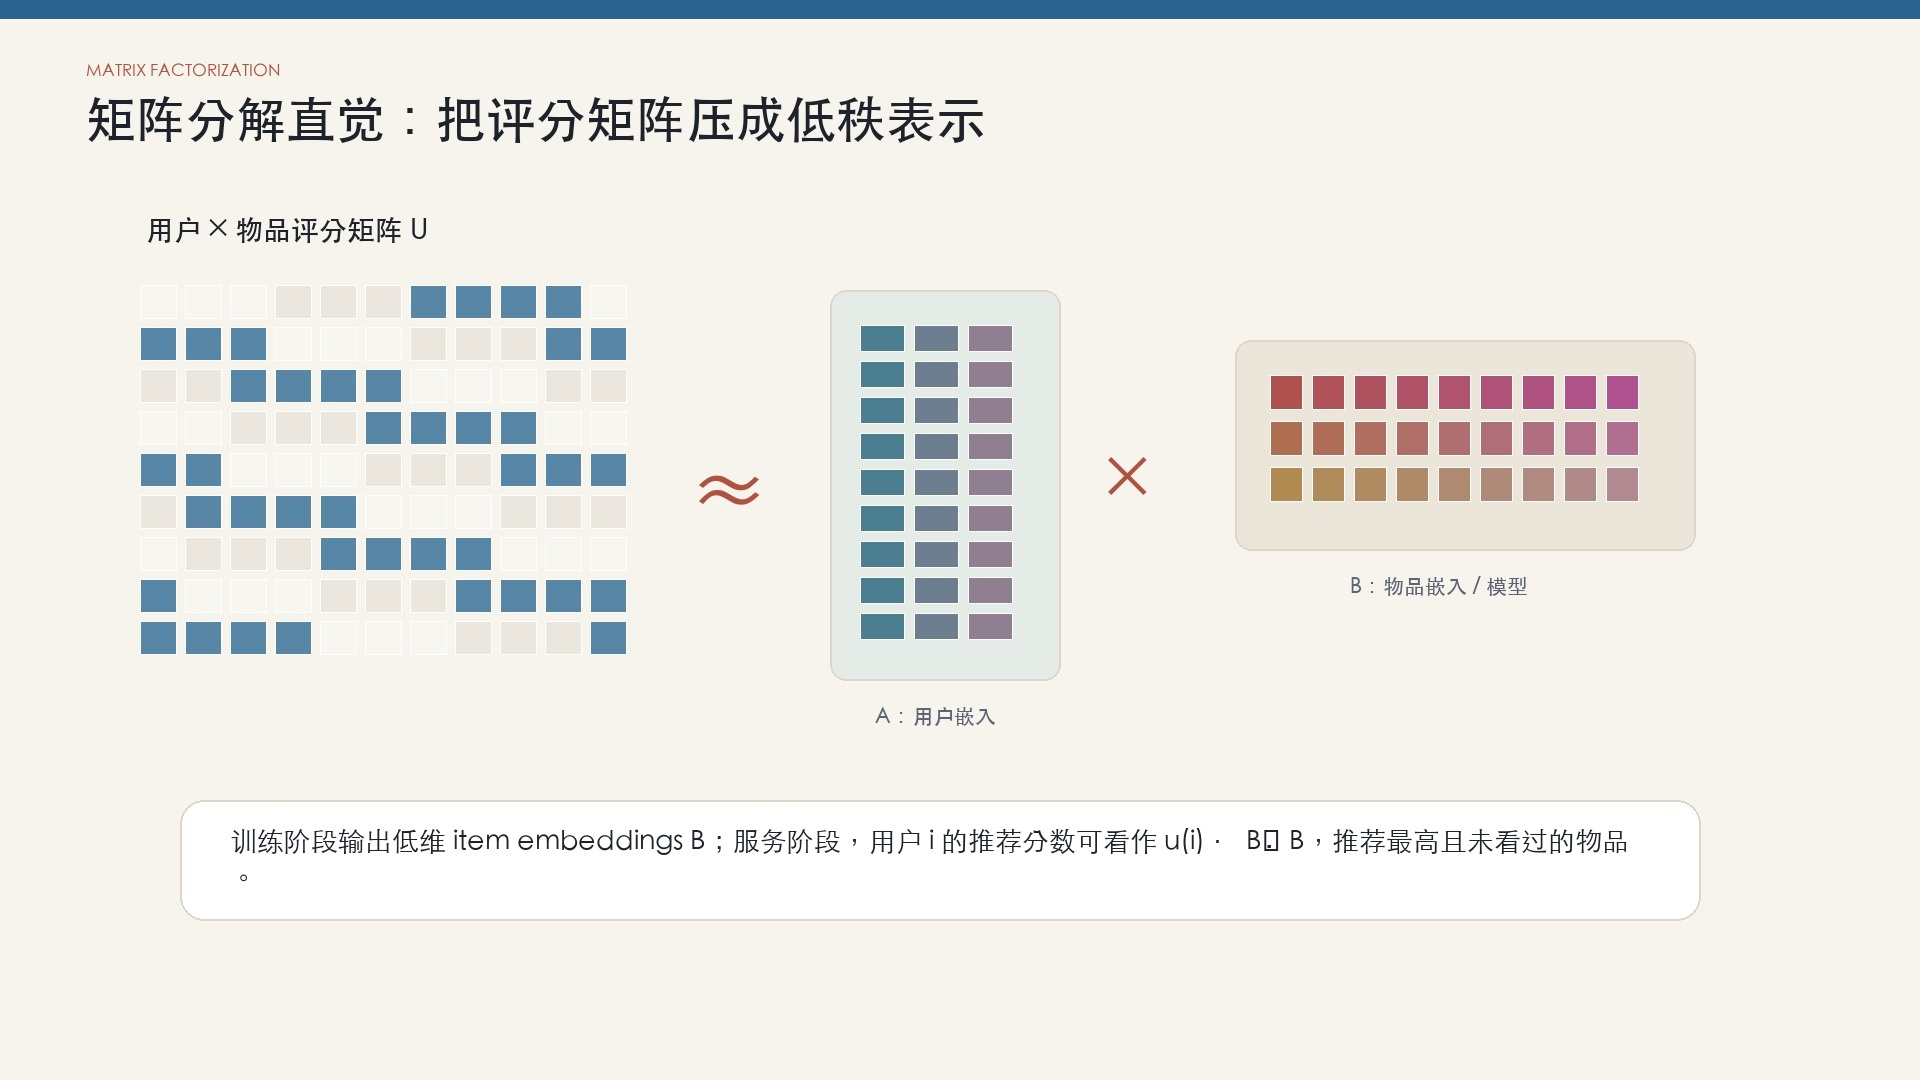 MATRIX FACTORIZATION
矩阵分解直觉：把评分矩阵压成低秩表示
用户 × 物品评分矩阵 U
≈
×
B：物品嵌入 / 模型
A：用户嵌入
训练阶段输出低维 item embeddings B；服务阶段，用户 i 的推荐分数可看作 u(i) · B B，推荐最高且未看过的物品
。